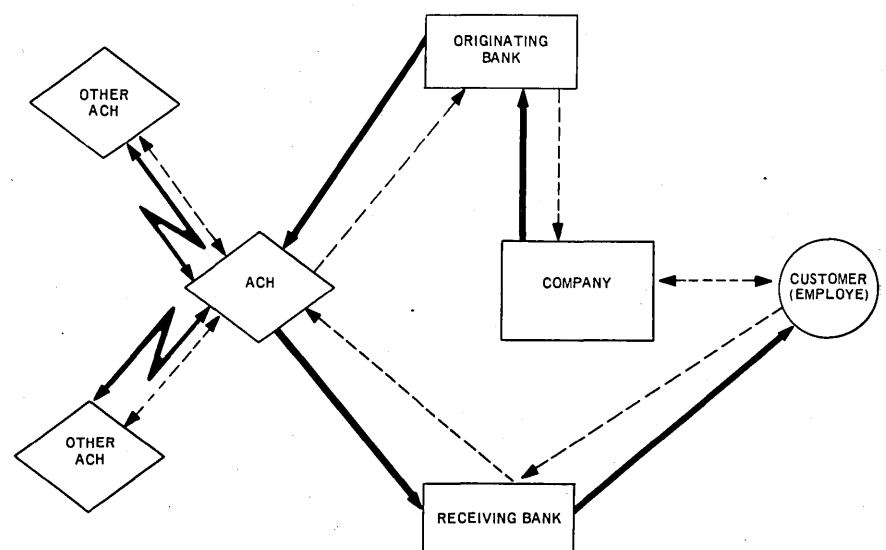 ORIGINATING
BANK
OTHER
ACH
ACH
COMPANY
CUSTOMER
(EMPLOYE)
OTHER
ACH
RECEIVING BANK